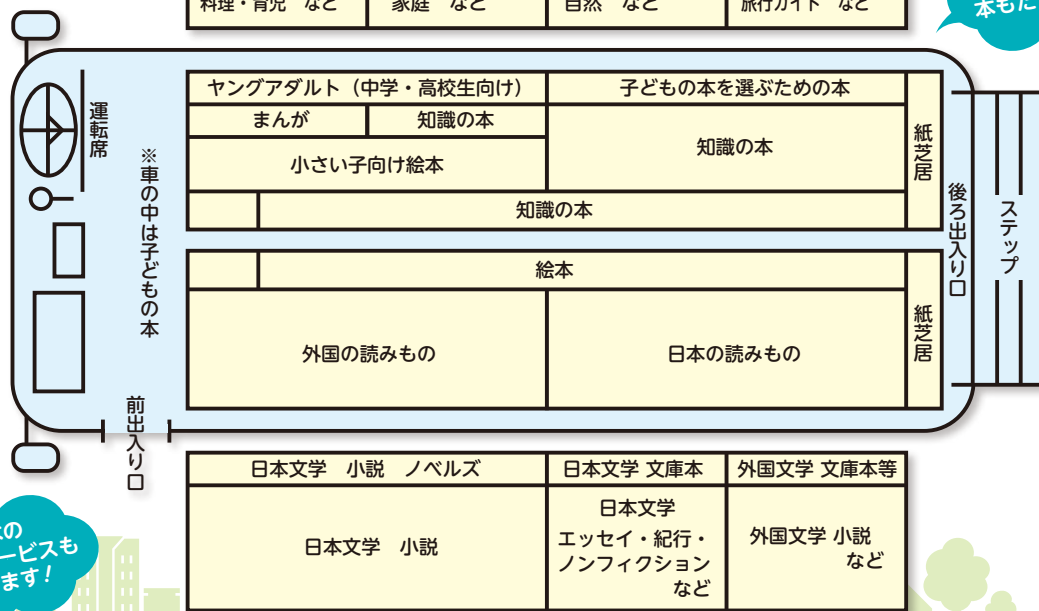 料理・育児 など
家庭 など
自然 など
旅行ガイド など
本もた
運転席
※車の中は子どもの本
ヤングアダルト（中学・高校生向け）
子どもの本を選ぶための本
まんが
知識の本
知識の本
小さい子向け絵本
知識の本
紙芝居
絵本
外国の読みもの
日本の読みもの
紙芝居
後ろ出入り口
ステップ
前出入り口
日本文学 小説 ノベルズ
日本文学 文庫本
外国文学 文庫本等
日本文学 小説
日本文学
エッセイ・紀行・
ノンフィクション
など
外国文学 小説
など
の
ービスも
ます！